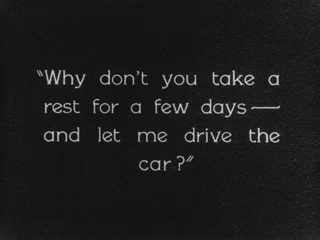 "Why don't you take a
rest for a few days—
and let me drive the
car?"